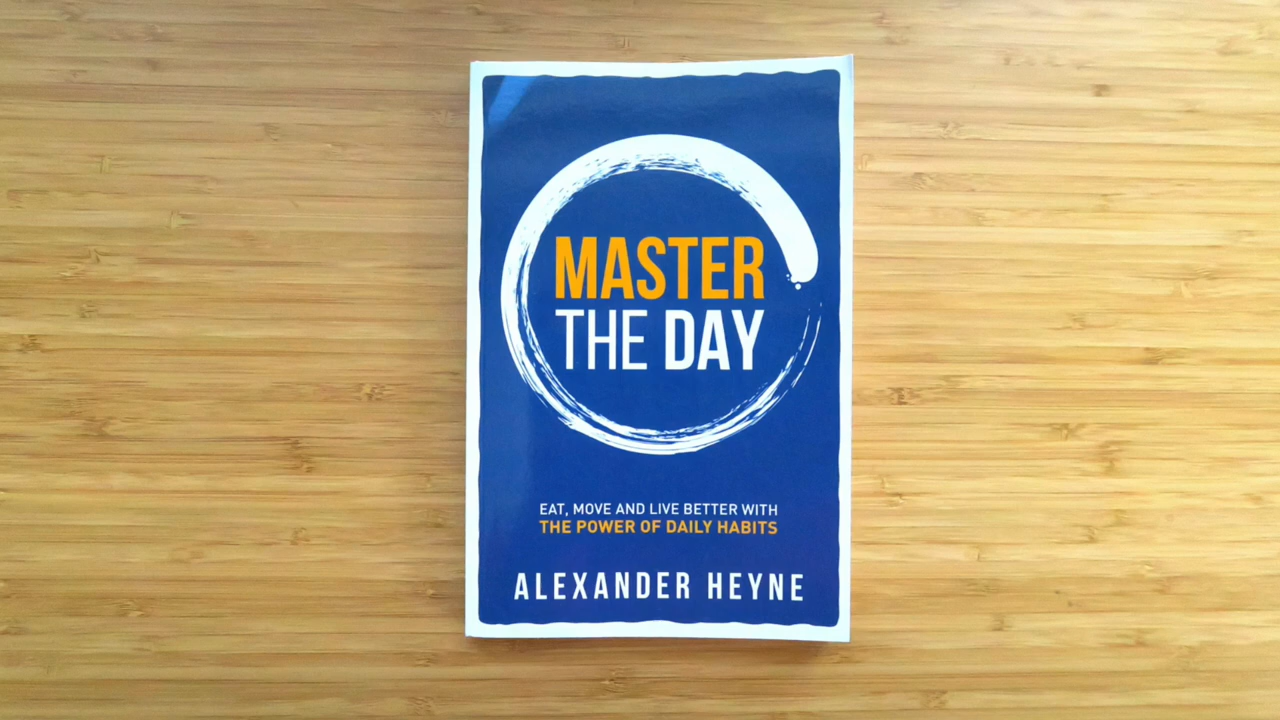 MASTER
THE DAY
EAT, MOVE AND LIVE BETTER WITH
THE POWER OF DAILY HABITS
ALEXANDER HEYNE